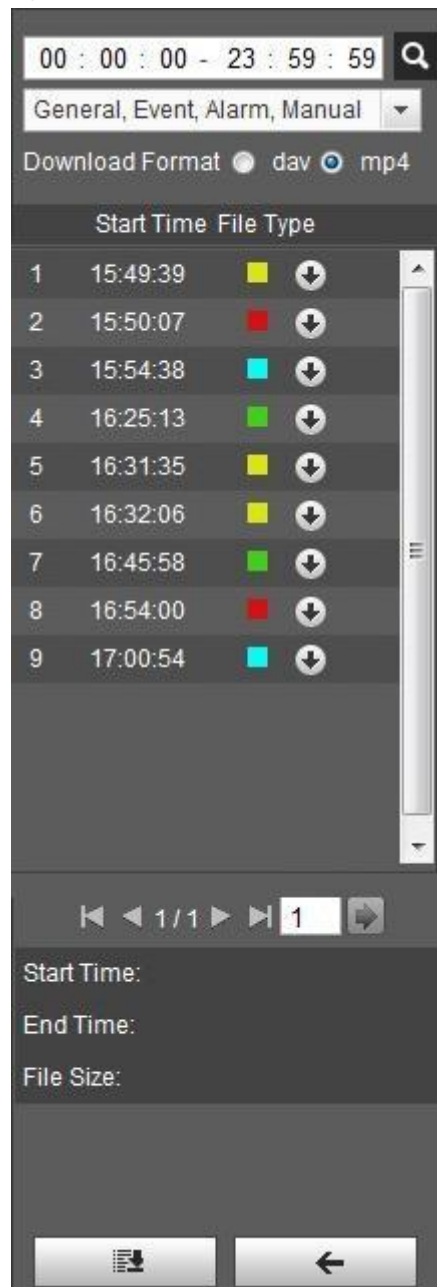 00 : 00 : 00 - 23 : 59 : 59
General, Event, Alarm, Manual
Download Format dav mp4
Start Time File Type
1 15:49:39
2 15:50:07
3 15:54:38
4 16:25:13
5 16:31:35
6 16:32:06
7 16:45:58
8 16:54:00
9 17:00:54
1 / 1 1
Start Time:
End Time:
File Size: